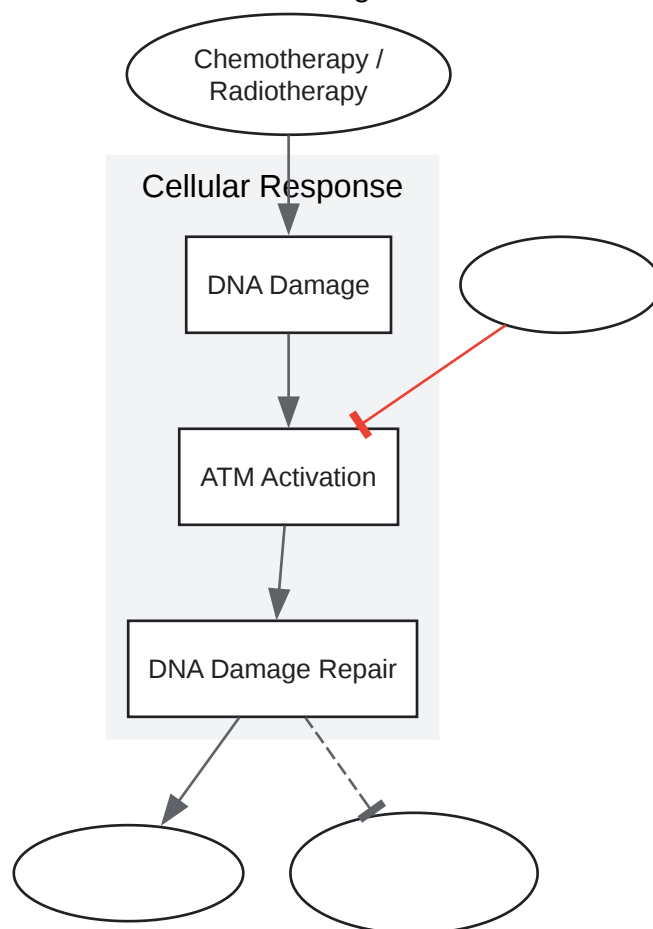 Chemotherapy /
Radiotherapy
Cellular Response
DNA Damage
ATM Activation
DNA Damage Repair